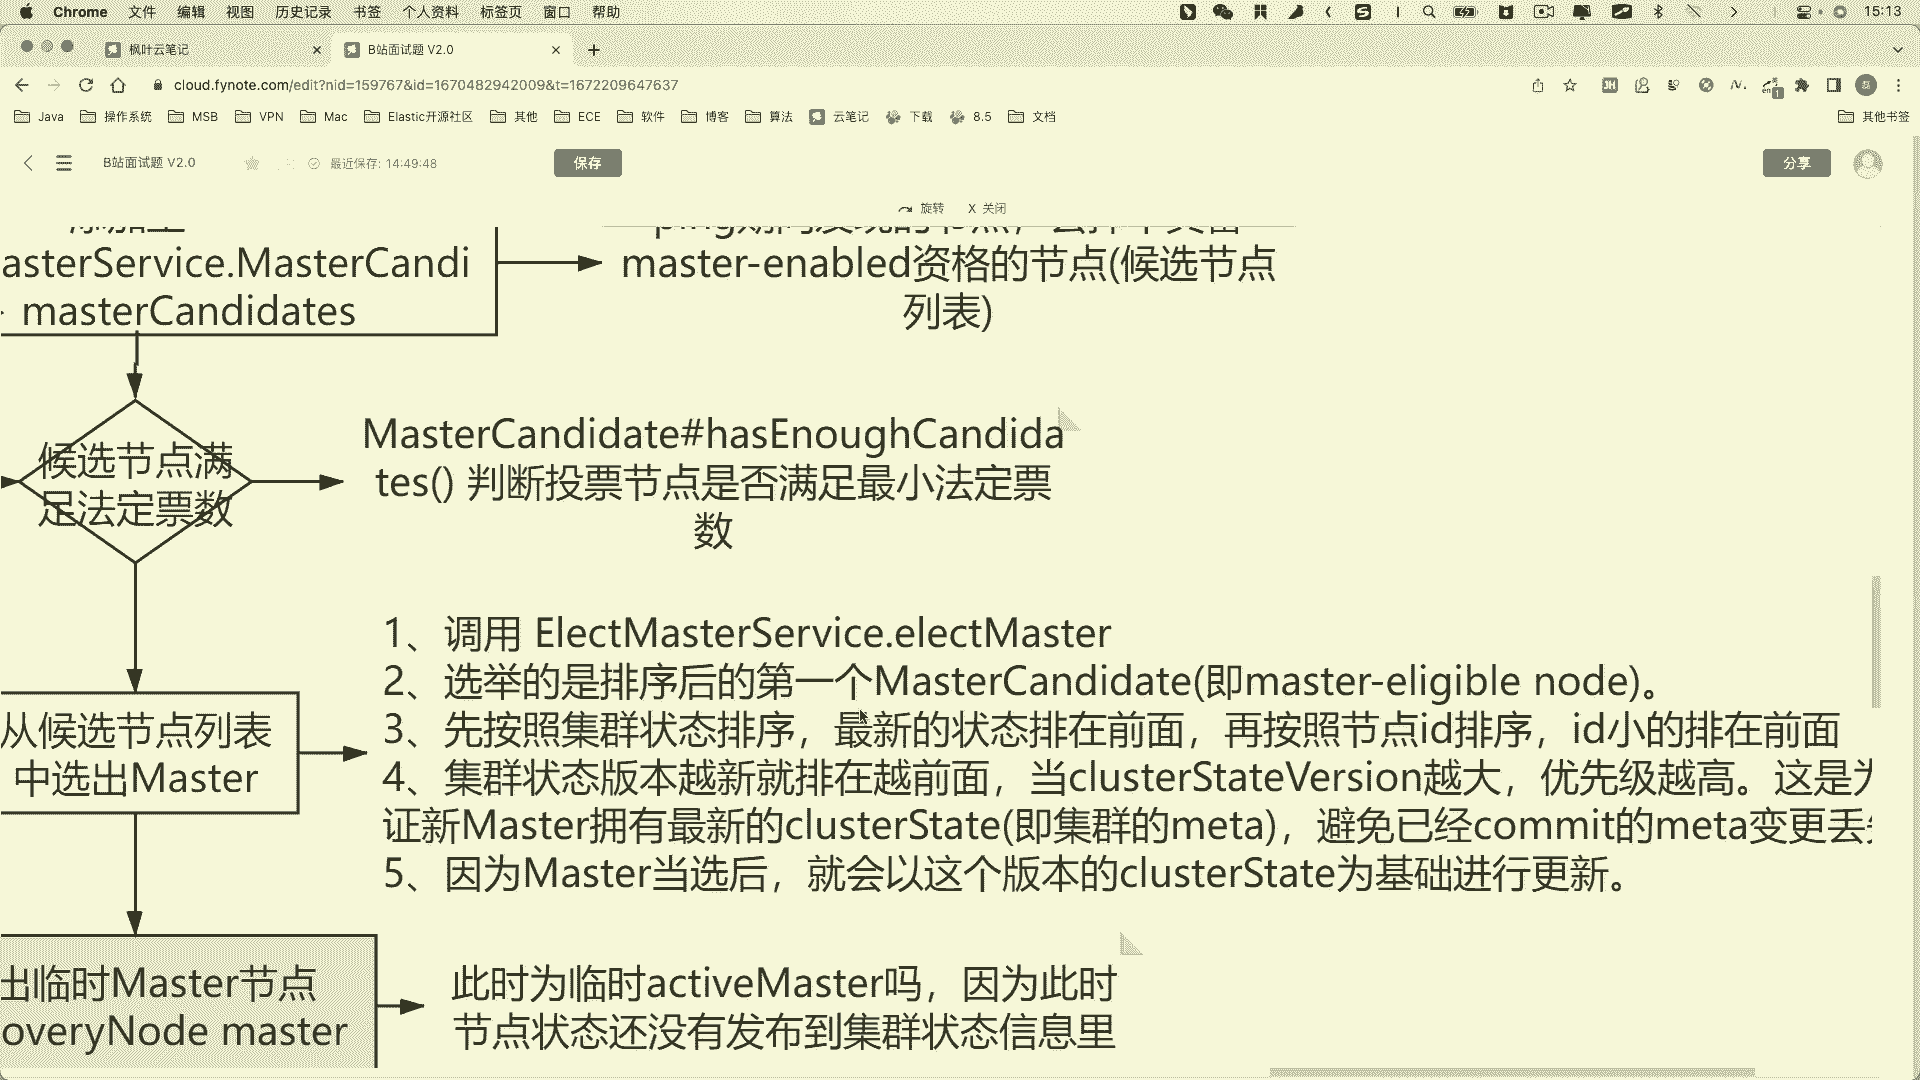 Chrome 文件 编辑 视图 历史记录 书签 个人资料 标签页 窗口 帮助 15:13
枫叶云笔记 B站面试题 V2.0
cloud.fynote.com/edit?nid=159767&id=1670482942009&t=1672209647637
Java 操作系统 MSB VPN Mac Elastic开源社区 其他 ECE 软件 博客 算法 云笔记 下载 8.5 文档 其他书签
B站面试题 V2.0 最近保存: 14:49:48 保存 分享
旋转 X 关闭
asterService.MasterCandi
masterCandidates
master-enabled资格的节点(候选节点
列表)
候选节点满
足法定票数
MasterCandidate#hasEnoughCandida
tes() 判断投票节点是否满足最小法定票
数
从候选节点列表
中选出Master
1、调用 ElectMasterService.electMaster
2、选举的是排序后的第一个MasterCandidate(即master-eligible node)。
3、先按照集群状态排序，最新的状态排在前面，再按照节点id排序，id小的排在前面
4、集群状态版本越新就排在越前面，当clusterStateVersion越大，优先级越高。这是为
证新Master拥有最新的clusterState(即集群的meta)，避免已经commit的meta变更丢
5、因为Master当选后，就会以这个版本的clusterState为基础进行更新。
出临时Master节点
overyNode master
此时为临时activeMaster吗，因为此时
节点状态还没有发布到集群状态信息里